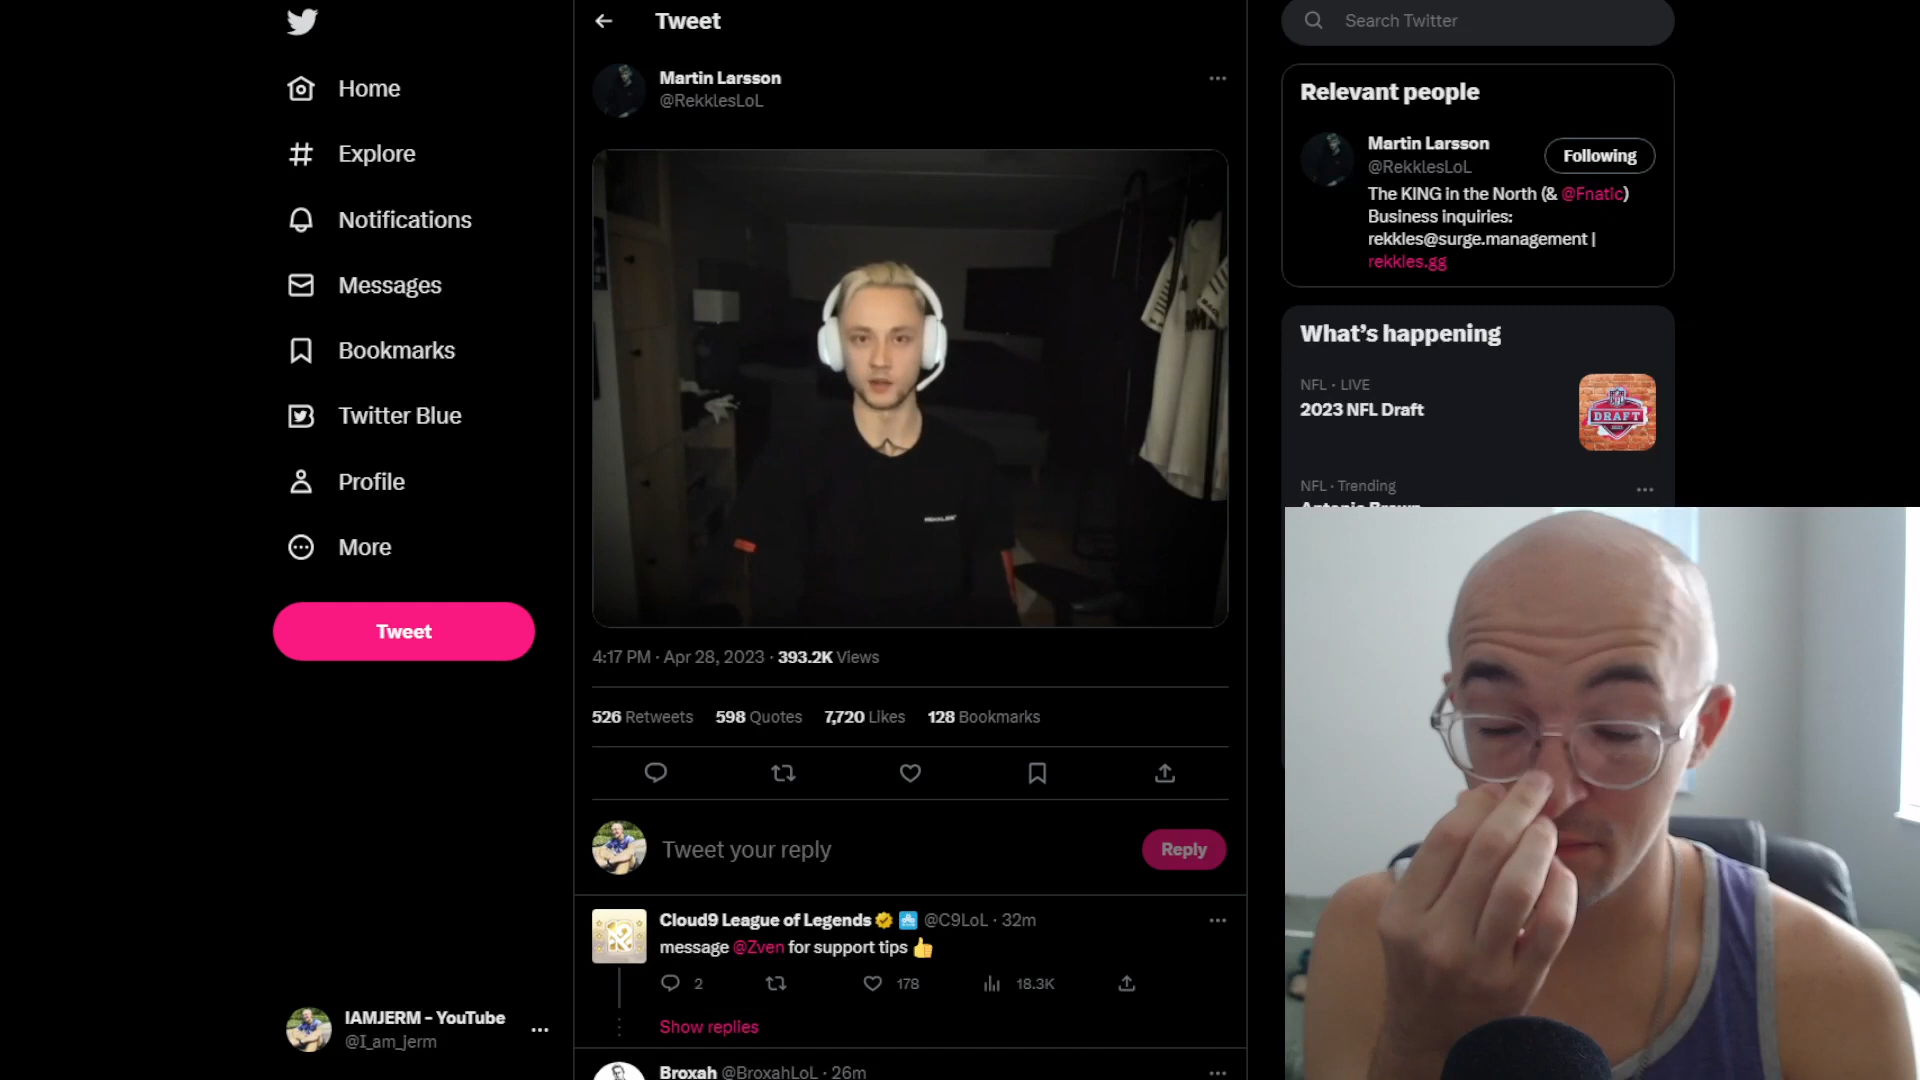 Home
Explore
Notifications
Messages
Bookmarks
Twitter Blue
Profile
More
Tweet
IAMJERM - YouTube
@I_am_jerm
Tweet
Martin Larsson
@RekklesLoL
4:17 PM · Apr 28, 2023 · 393.2K Views
526 Retweets 598 Quotes 7,720 Likes 128 Bookmarks
Tweet your reply
Reply
Cloud9 League of Legends @C9LoL · 32m
message @Zven for support tips 👍
2 178 18.3K
Show replies
Broxah @BroxahLoL · 26m
Search Twitter
Relevant people
Martin Larsson
@RekklesLoL
Following
The KING in the North (& @Fnatic)
Business inquiries:
rekkles@surge.management |
rekkles.gg
What's happening
NFL · LIVE
2023 NFL Draft
NFL
DRAFT
2023
NFL · Trending
Antonio Brown